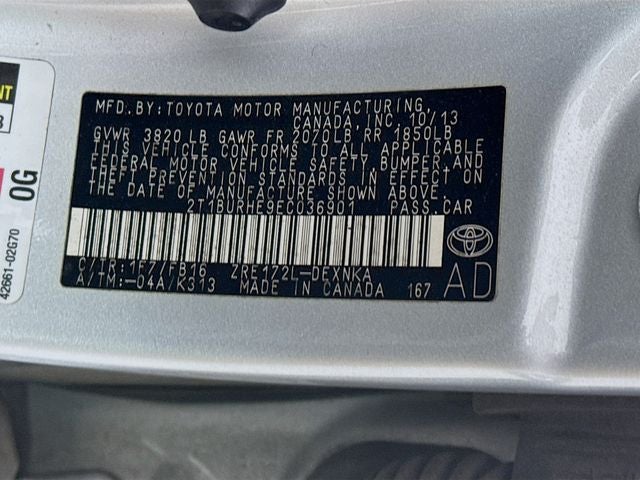 MFD. BY: TOYOTA MOTOR MANUFACTURING,
CANADA, INC. 10/13
GVWR 3820 LB GAWR FR 2070LB RR 1850LB
THIS VEHICLE CONFORMS TO ALL APPLICABLE
FEDERAL MOTOR VEHICLE SAFETY, BUMPER, AND
THEFT PREVENTION STANDARDS IN EFFECT ON
THE DATE OF MANUFACTURE SHOWN ABOVE.
2T1BURHE9EC036901 PASS.CAR
C/TR: 1F7/FB16 ZRE172L-DEXNKA
A/TM: -04A/K313 MADE IN CANADA 167
AD
NT
0G
42661-02G70